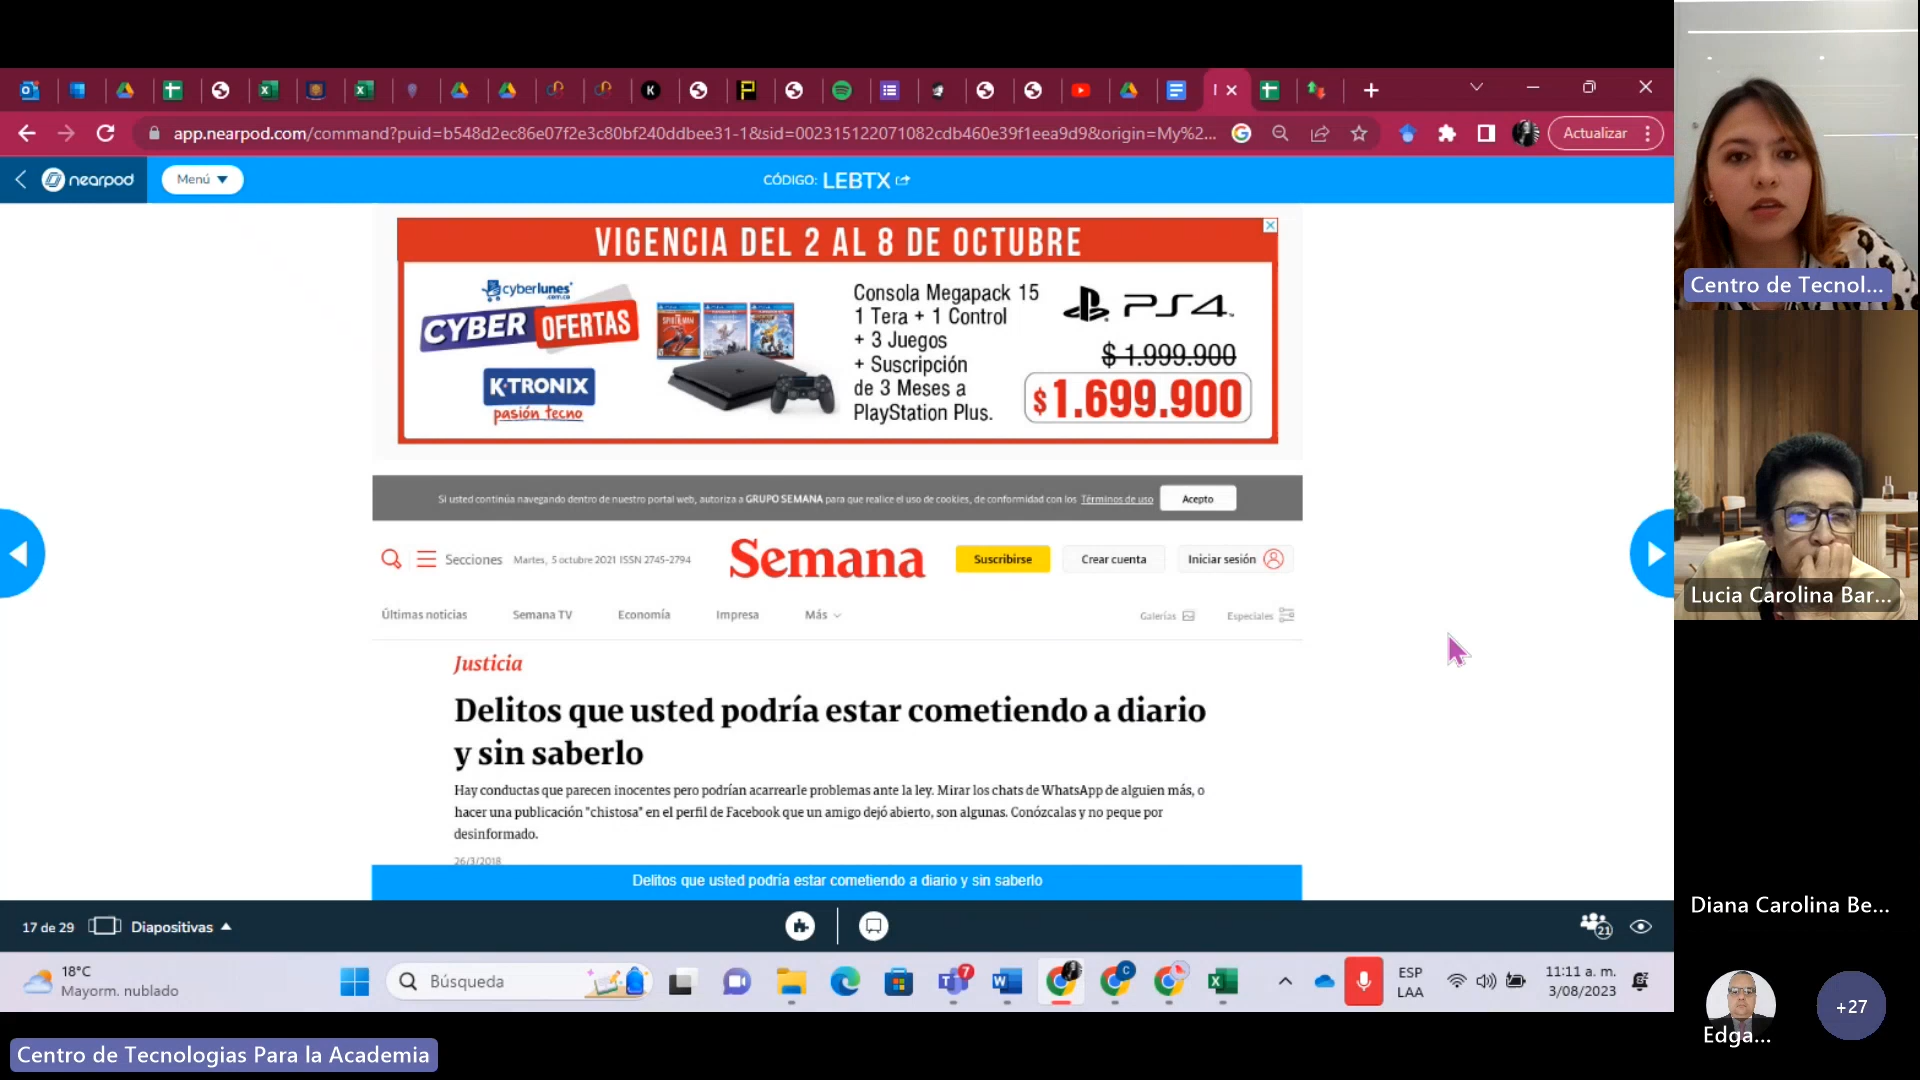 app.nearpod.com/command?puid=b548d2ec86e07f2e3c80bf240ddbee31-1&sid=002315122071082cdb460e39f1eea9d9&origin=My%2...
Actualizar
nearpod
Menú
CÓDIGO: LEBTX
VIGENCIA DEL 2 AL 8 DE OCTUBRE
cyberlunes
.com.co
CYBER OFERTAS
K-TRONIX
pasión tecno
Consola Megapack 15
1 Tera + 1 Control
+ 3 Juegos
+ Suscripción
de 3 Meses a
PlayStation Plus.
PS4
$ 1.999.900
$ 1.699.900
Si usted continúa navegando dentro de nuestro portal web, autoriza a GRUPO SEMANA para que realice el uso de cookies, de conformidad con los Términos de uso
Acepto
Secciones
Martes, 5 octubre 2021 ISSN 2745-2794
Semana
Suscribirse
Crear cuenta
Iniciar sesión
Últimas noticias
Semana TV
Economía
Impresa
Más
Galerías
Especiales
Justicia
Delitos que usted podría estar cometiendo a diario
y sin saberlo
Hay conductas que parecen inocentes pero podrían acarrearle problemas ante la ley. Mirar los chats de WhatsApp de alguien más, o
hacer una publicación "chistosa" en el perfil de Facebook que un amigo dejó abierto, son algunas. Conózcalas y no peque por
desinformado.
26/3/2018
Delitos que usted podría estar cometiendo a diario y sin saberlo
17 de 29
Diapositivas
21
18°C
Mayorm. nublado
Búsqueda
7
ESP
LAA
11:11 a. m.
3/08/2023
Centro de Tecnologias Para la Academia
Centro de Tecnol...
Lucia Carolina Bar...
Diana Carolina Be...
Edga...
+27